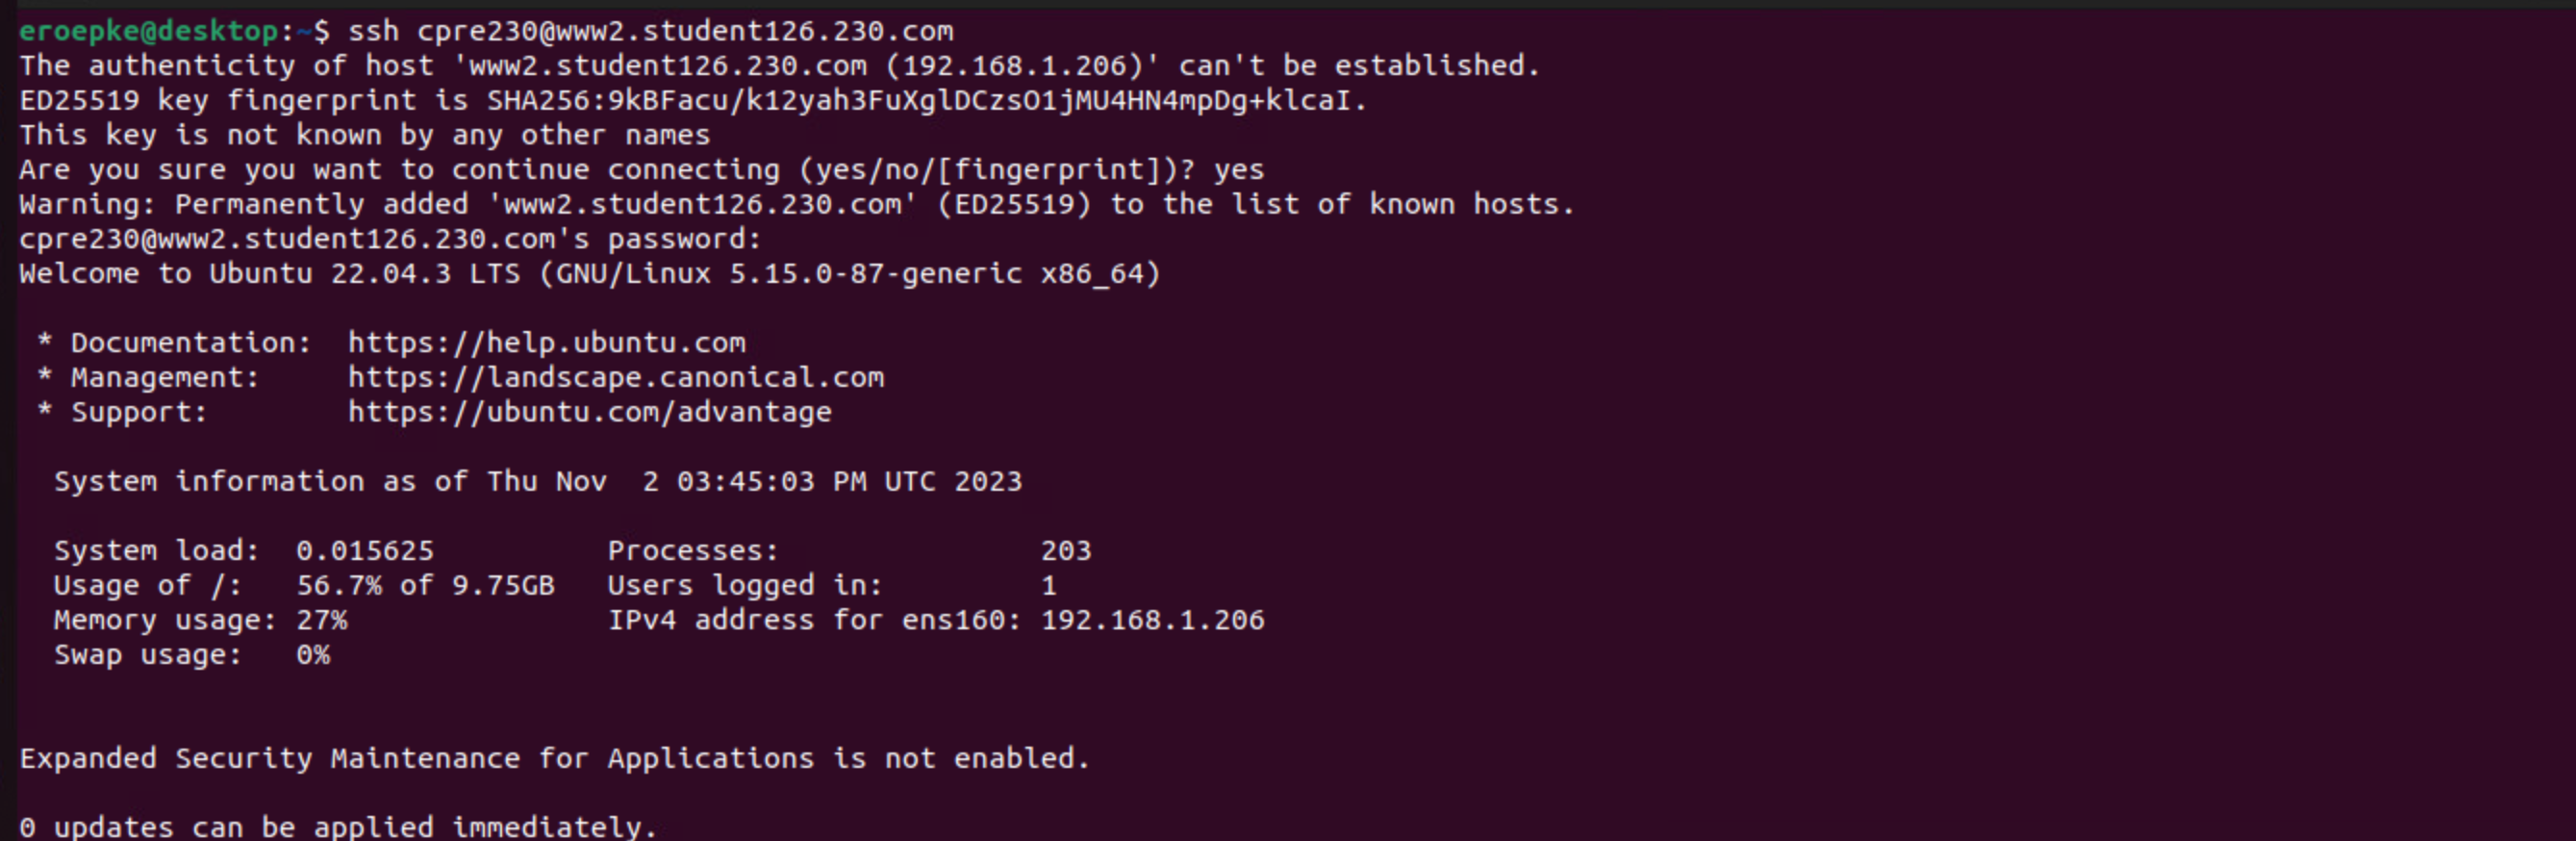 eroepke@desktop:~$ ssh cpre230@www2.student126.230.com
The authenticity of host 'www2.student126.230.com (192.168.1.206)' can't be established.
ED25519 key fingerprint is SHA256:9kBFacu/k12yah3FuXglDCzsO1jMU4HN4mpDg+klcaI.
This key is not known by any other names
Are you sure you want to continue connecting (yes/no/[fingerprint])? yes
Warning: Permanently added 'www2.student126.230.com' (ED25519) to the list of known hosts.
cpre230@www2.student126.230.com's password:
Welcome to Ubuntu 22.04.3 LTS (GNU/Linux 5.15.0-87-generic x86_64)
* Documentation:  https://help.ubuntu.com
* Management:     https://landscape.canonical.com
* Support:        https://ubuntu.com/advantage
System information as of Thu Nov  2 03:45:03 PM UTC 2023
System load:  0.015625          Processes:               203
Usage of /:   56.7% of 9.75GB   Users logged in:         1
Memory usage: 27%               IPv4 address for ens160: 192.168.1.206
Swap usage:   0%
Expanded Security Maintenance for Applications is not enabled.
0 updates can be applied immediately.